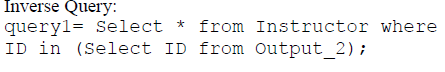 Inverse Query:
query1= Select * from Instructor where
ID in (Select ID from Output_2);